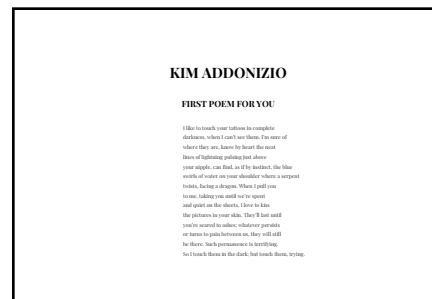 KIM ADDONIZIO
FIRST POEM FOR YOU
I like to touch your tattoos in complete
darkness, when I can't see them. I'm sure of
where they are, know by heart the neat
lines of lightning pulsing just above
your nipple, can find, as if by instinct, the blue
swirls of water on your shoulder where a serpent
twists, facing a dragon. When I pull you
to me, taking you until we're spent
and quiet on the sheets, I love to kiss
the pictures in your skin. They'll last until
you're seared to ashes; whatever persists
or turns to pain between us, they will still
be there. Such permanence is terrifying.
So I touch them in the dark; but touch them, trying.